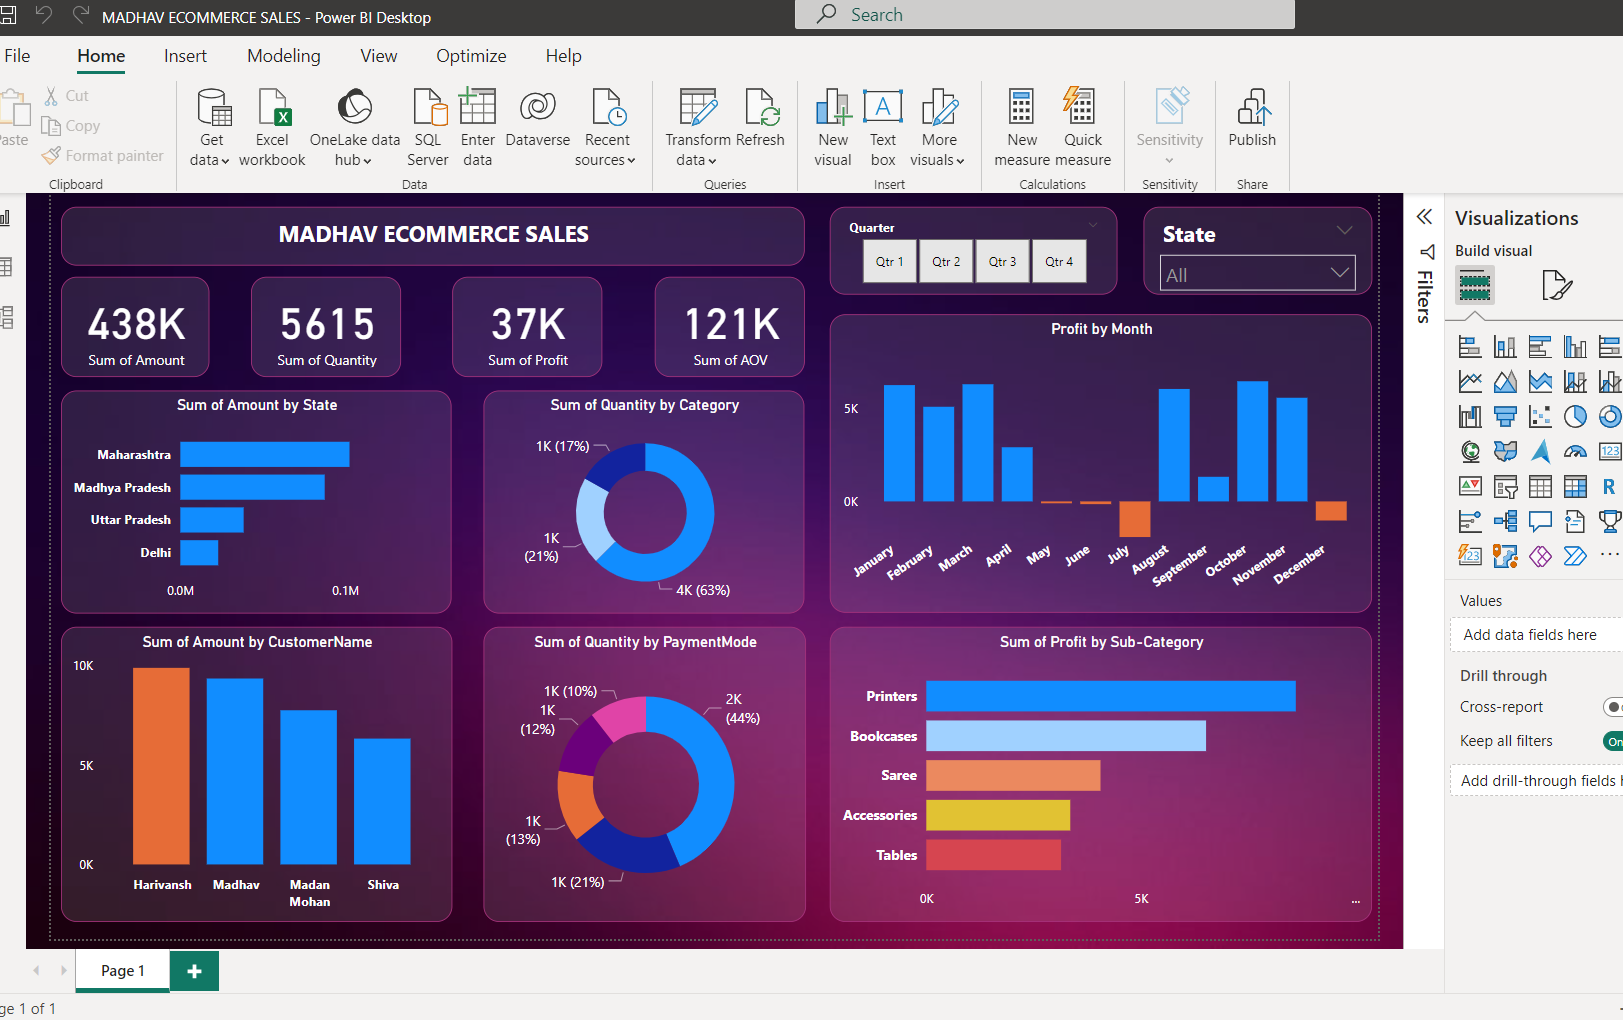 MADHAV ECOMMERCE SALES - Power BI Desktop
Search
File Home Insert Modeling View Optimize Help
Cut
Copy
Format painter
Clipboard
Get data
Excel workbook
OneLake data hub
SQL Server
Enter data
Dataverse
Recent sources
Data
Transform data
Refresh
Queries
New visual
Text box
More visuals
Insert
New measure
Quick measure
Calculations
Sensitivity
Sensitivity
Publish
Share
MADHAV ECOMMERCE SALES
Quarter
Qtr 1 Qtr 2 Qtr 3 Qtr 4
State
All
438K
Sum of Amount
5615
Sum of Quantity
37K
Sum of Profit
121K
Sum of AOV
Sum of Amount by State
Maharashtra
Madhya Pradesh
Uttar Pradesh
Delhi
0.0M 0.1M
Sum of Quantity by Category
1K (17%)
1K
(21%)
4K (63%)
Profit by Month
5K
0K
January February March April May June July August September October November December
Sum of Amount by CustomerName
10K
5K
0K
Harivansh Madhav Madan Mohan Shiva
Sum of Quantity by PaymentMode
1K (10%)
1K
(12%)
2K
(44%)
1K
(13%)
1K (21%)
Sum of Profit by Sub-Category
Printers
Bookcases
Saree
Accessories
Tables
0K 5K ...
Filters
Visualizations
Build visual
123
R
123
Values
Add data fields here
Drill through
Cross-report
Keep all filters
On
Add drill-through fields
Page 1
+
1 of 1